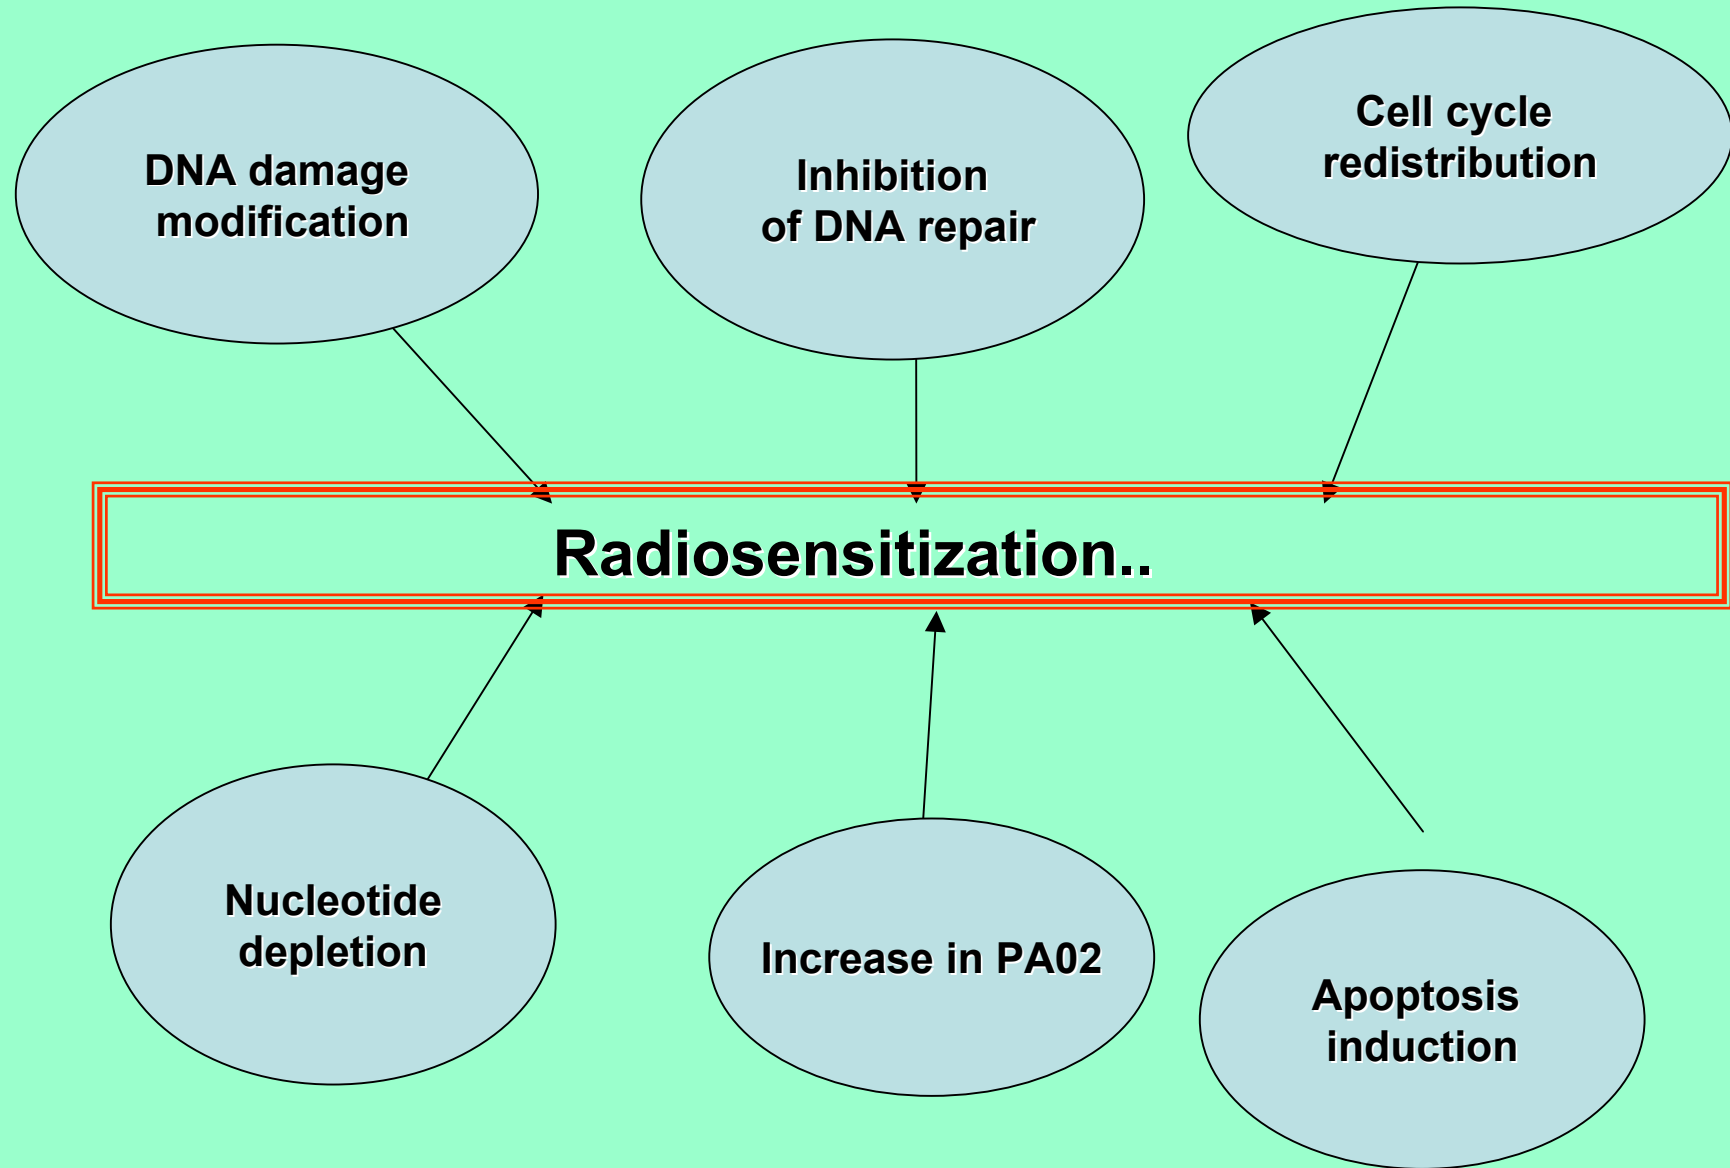 DNA damage
modification
Inhibition
of DNA repair
Cell cycle
redistribution
Radiosensitization..
Nucleotide
depletion
Increase in PA02
Apoptosis
induction